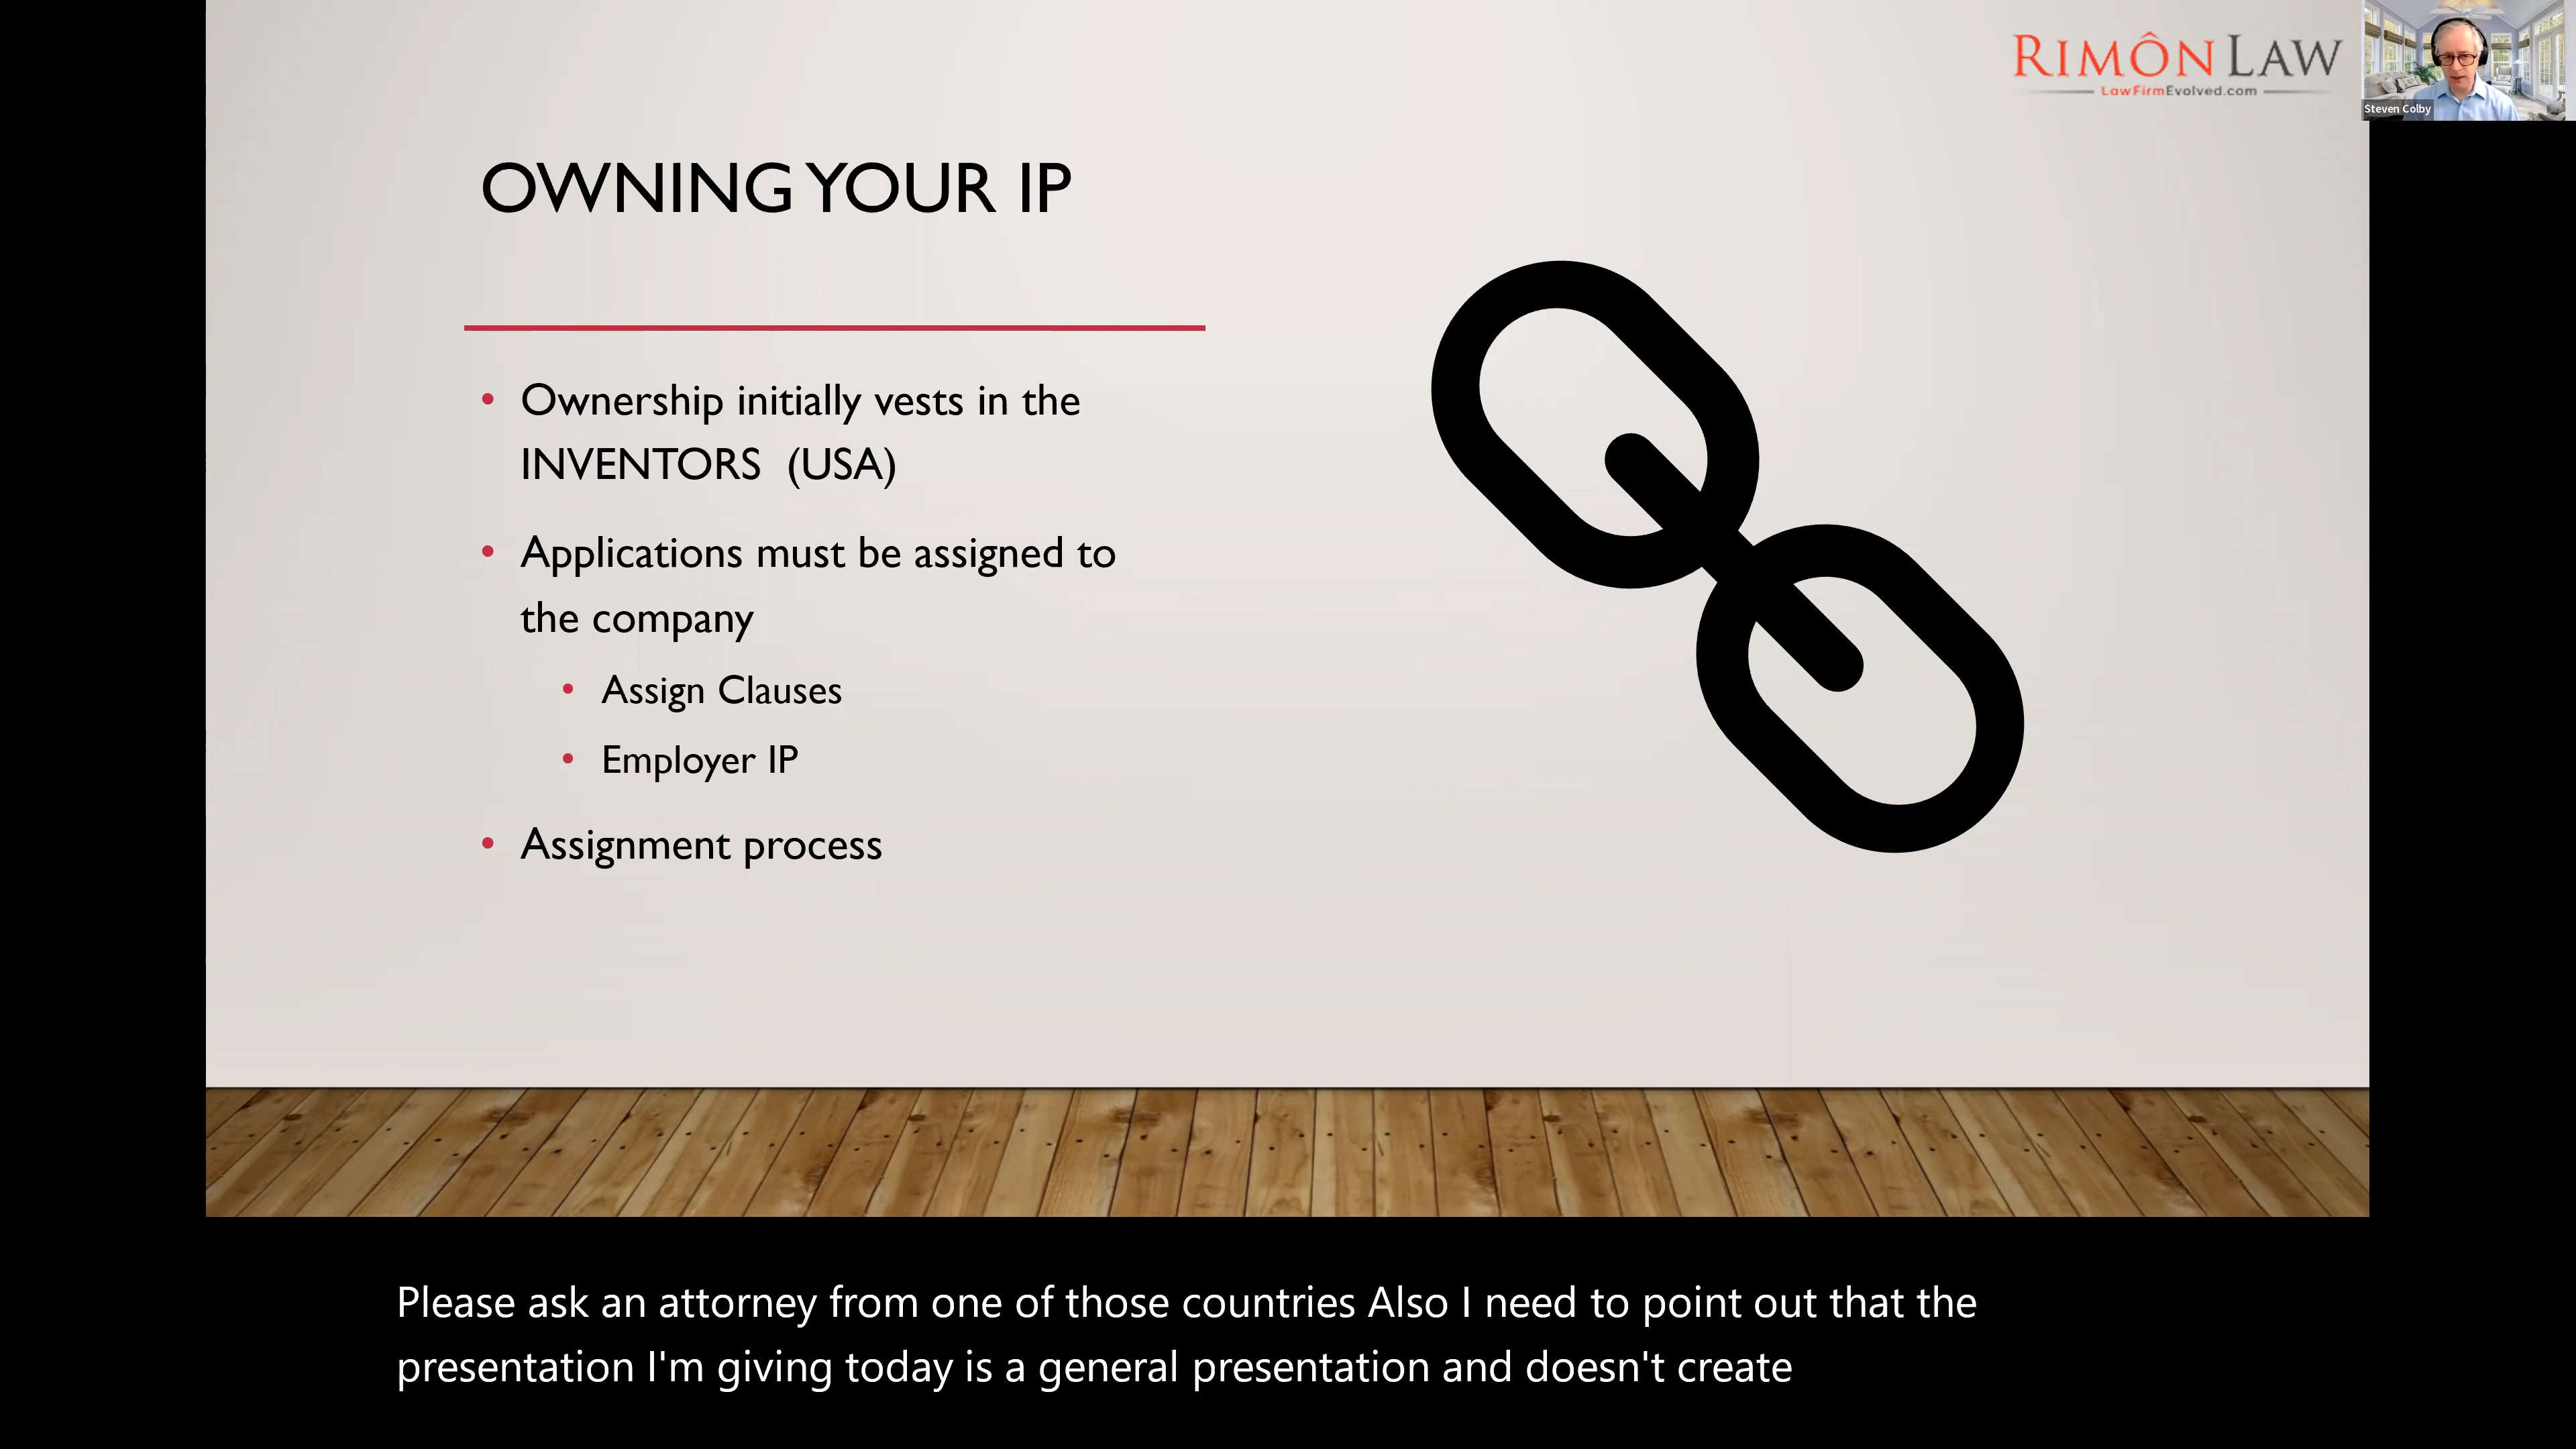 RIMÔN LAW
LawFirmEvolved.com
Steven Colby
OWNING YOUR IP
• Ownership initially vests in the
INVENTORS (USA)
• Applications must be assigned to
the company
• Assign Clauses
• Employer IP
• Assignment process
Please ask an attorney from one of those countries Also I need to point out that the
presentation I'm giving today is a general presentation and doesn't create